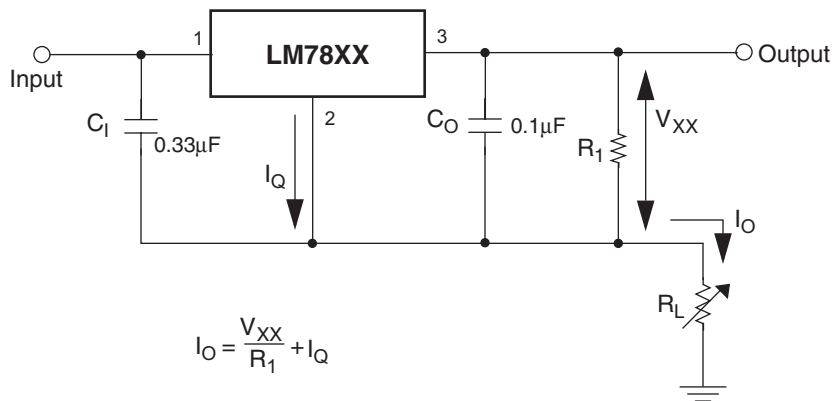 1
LM78XX
3
Input
Output
2
C_I
0.33μF
I_Q
C_O
0.1μF
R_1
V_XX
I_O
R_L
I_O = V_XX / R_1 + I_Q